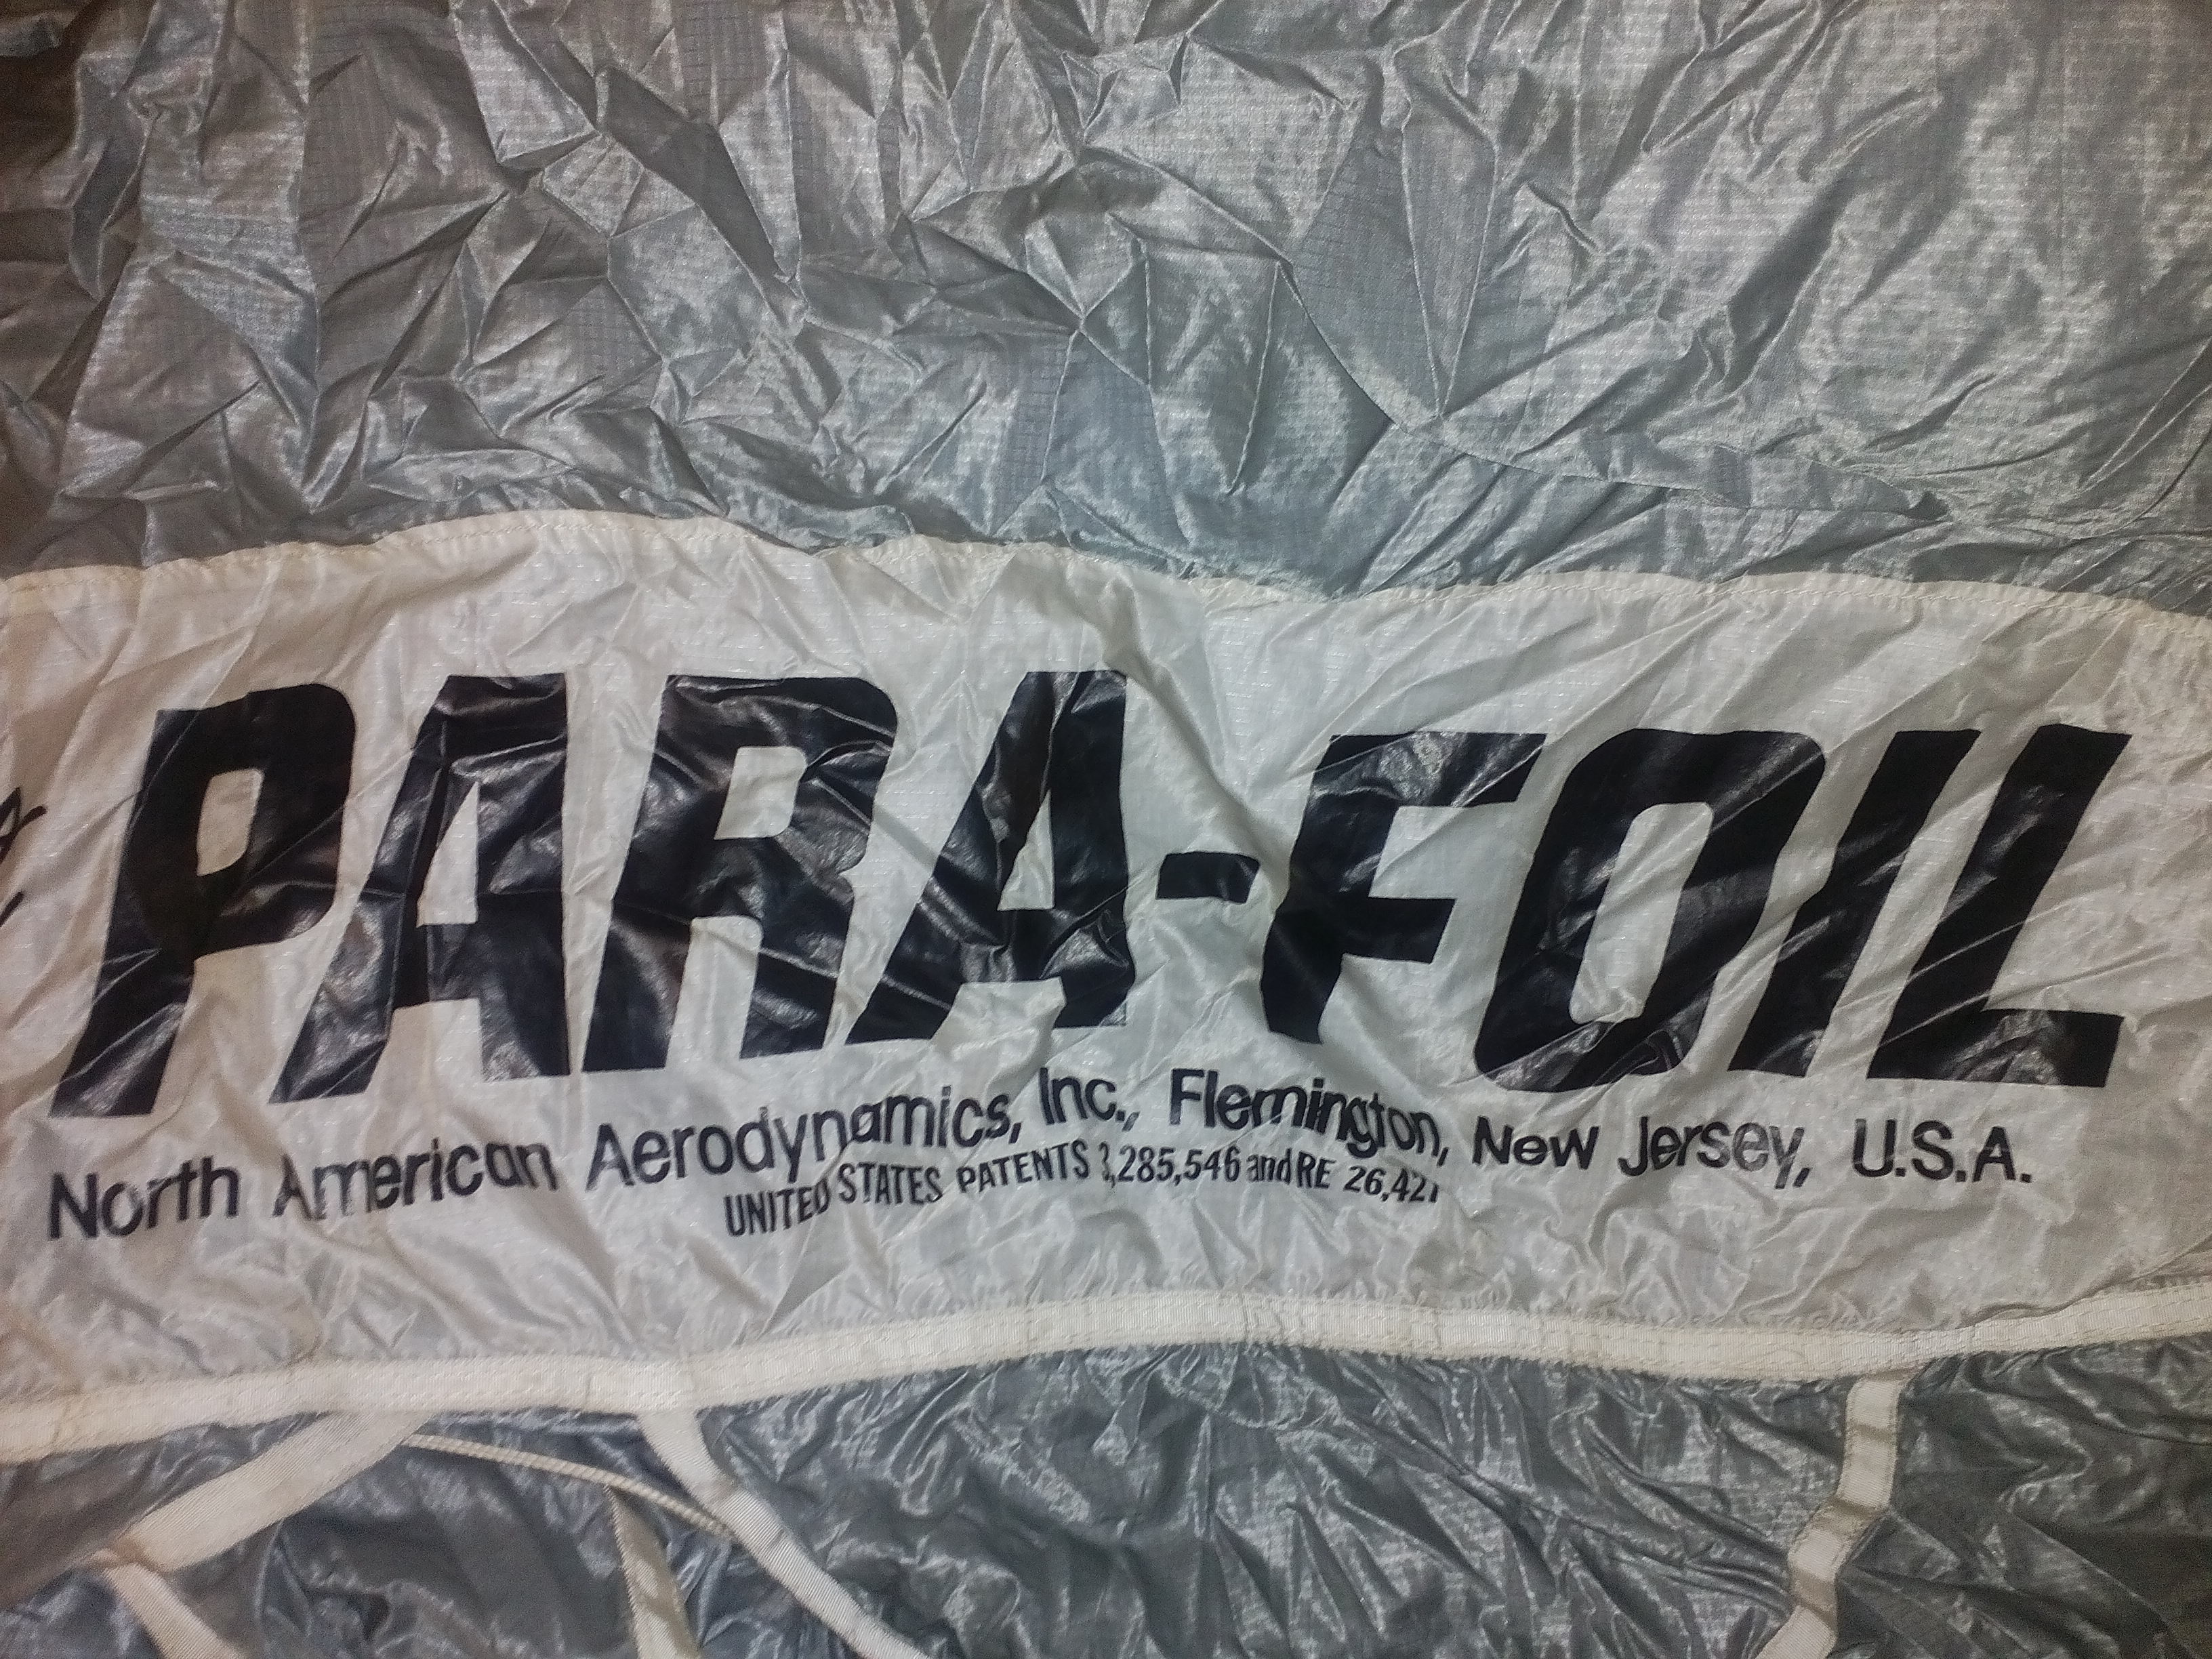 PARA-FOIL
North American Aerodynamics, Inc., Flemington, New Jersey, U.S.A.
UNITED STATES PATENTS 3,285,546 and RE 26,427